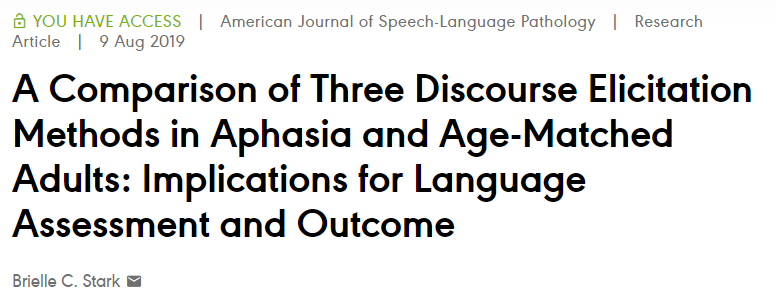 YOU HAVE ACCESS | American Journal of Speech-Language Pathology | Research
Article | 9 Aug 2019
A Comparison of Three Discourse Elicitation
Methods in Aphasia and Age-Matched
Adults: Implications for Language
Assessment and Outcome
Brielle C. Stark